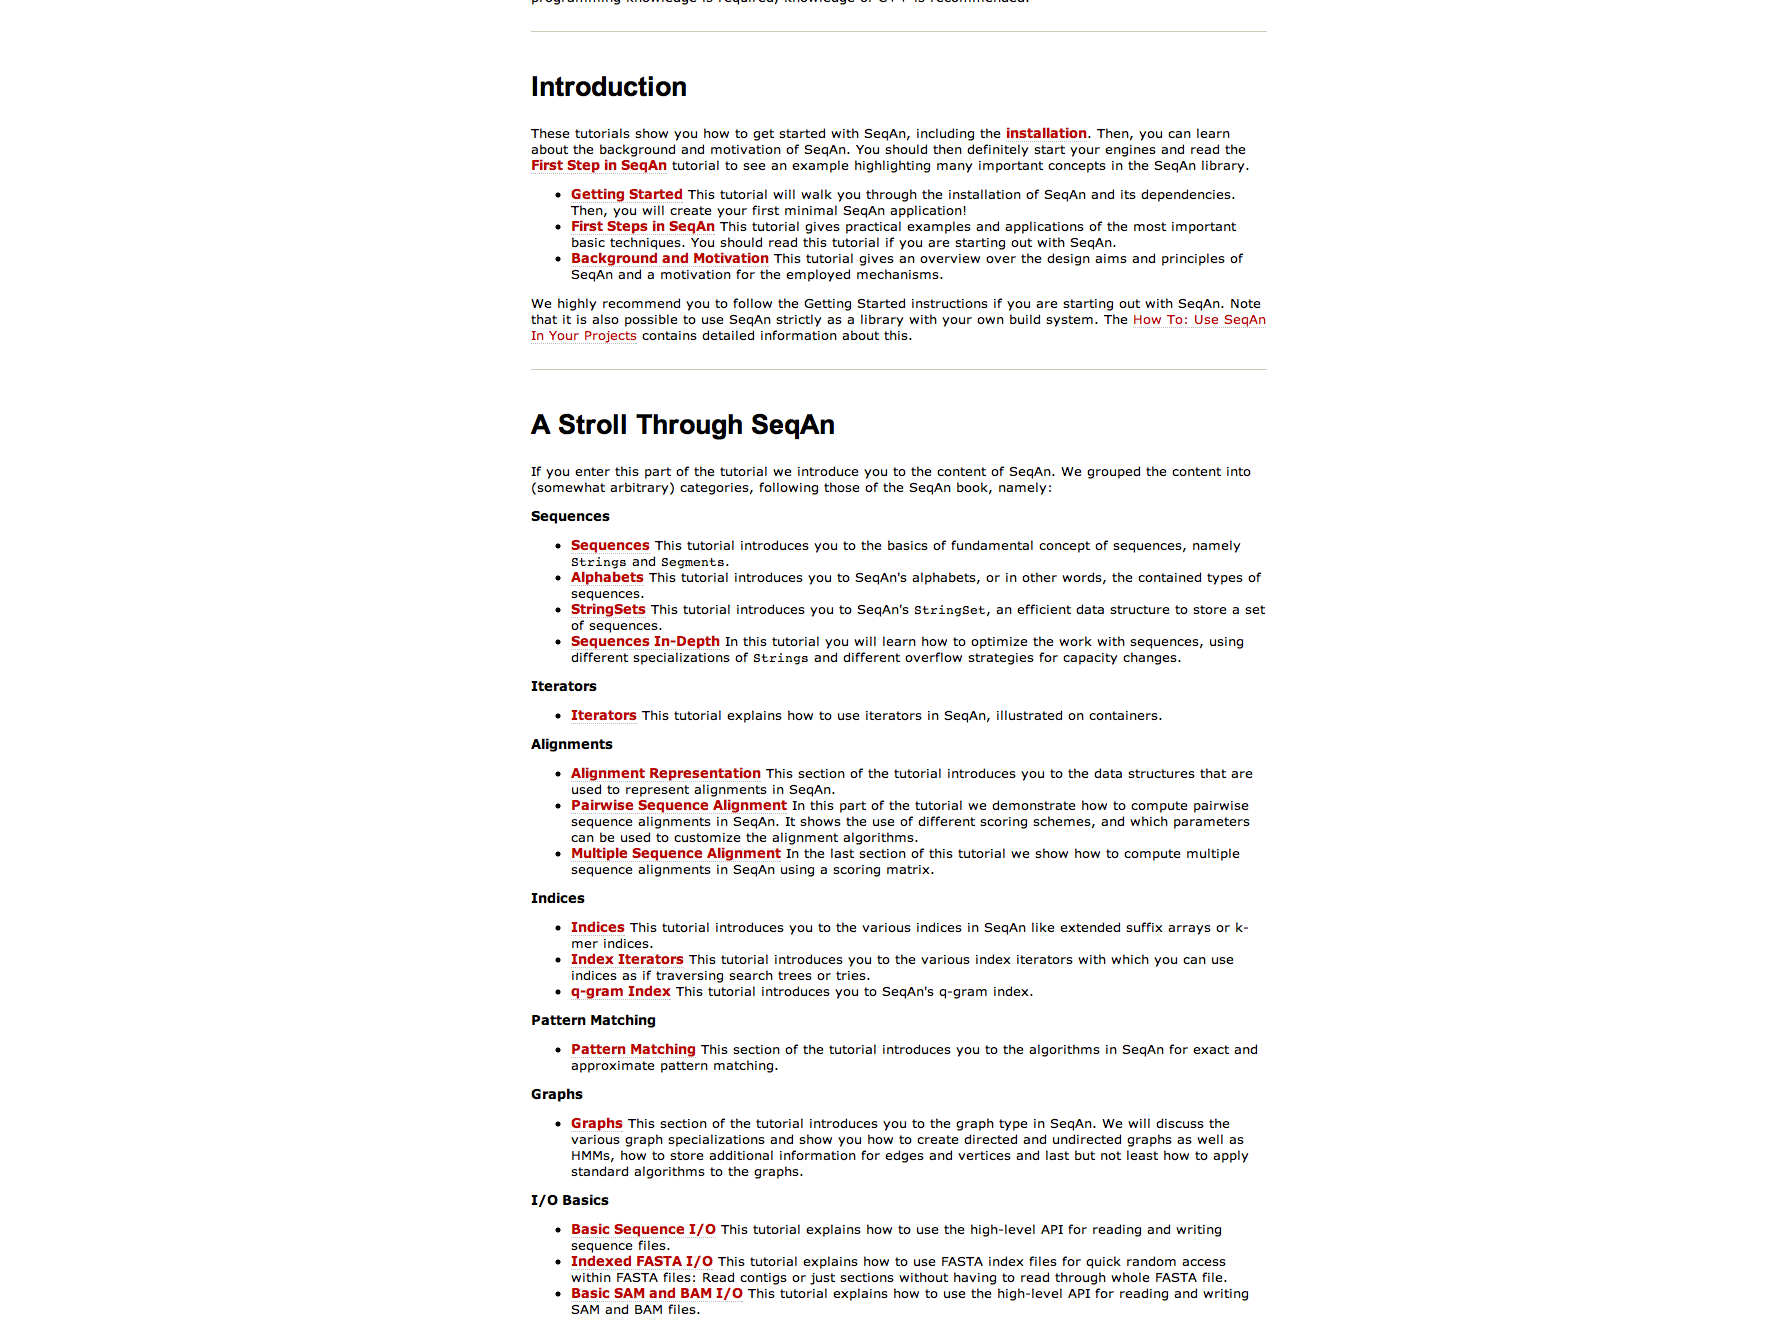 programming knowledge is required, knowledge of C++ is recommended.
Introduction
These tutorials show you how to get started with SeqAn, including the installation. Then, you can learn
about the background and motivation of SeqAn. You should then definitely start your engines and read the
First Step in SeqAn tutorial to see an example highlighting many important concepts in the SeqAn library.
• Getting Started This tutorial will walk you through the installation of SeqAn and its dependencies.
Then, you will create your first minimal SeqAn application!
• First Steps in SeqAn This tutorial gives practical examples and applications of the most important
basic techniques. You should read this tutorial if you are starting out with SeqAn.
• Background and Motivation This tutorial gives an overview over the design aims and principles of
SeqAn and a motivation for the employed mechanisms.
We highly recommend you to follow the Getting Started instructions if you are starting out with SeqAn. Note
that it is also possible to use SeqAn strictly as a library with your own build system. The How To: Use SeqAn
In Your Projects contains detailed information about this.
A Stroll Through SeqAn
If you enter this part of the tutorial we introduce you to the content of SeqAn. We grouped the content into
(somewhat arbitrary) categories, following those of the SeqAn book, namely:
Sequences
• Sequences This tutorial introduces you to the basics of fundamental concept of sequences, namely
Strings and Segments.
• Alphabets This tutorial introduces you to SeqAn's alphabets, or in other words, the contained types of
sequences.
• StringSets This tutorial introduces you to SeqAn's StringSet, an efficient data structure to store a set
of sequences.
• Sequences In-Depth In this tutorial you will learn how to optimize the work with sequences, using
different specializations of Strings and different overflow strategies for capacity changes.
Iterators
• Iterators This tutorial explains how to use iterators in SeqAn, illustrated on containers.
Alignments
• Alignment Representation This section of the tutorial introduces you to the data structures that are
used to represent alignments in SeqAn.
• Pairwise Sequence Alignment In this part of the tutorial we demonstrate how to compute pairwise
sequence alignments in SeqAn. It shows the use of different scoring schemes, and which parameters
can be used to customize the alignment algorithms.
• Multiple Sequence Alignment In the last section of this tutorial we show how to compute multiple
sequence alignments in SeqAn using a scoring matrix.
Indices
• Indices This tutorial introduces you to the various indices in SeqAn like extended suffix arrays or k-
mer indices.
• Index Iterators This tutorial introduces you to the various index iterators with which you can use
indices as if traversing search trees or tries.
• q-gram Index This tutorial introduces you to SeqAn's q-gram index.
Pattern Matching
• Pattern Matching This section of the tutorial introduces you to the algorithms in SeqAn for exact and
approximate pattern matching.
Graphs
• Graphs This section of the tutorial introduces you to the graph type in SeqAn. We will discuss the
various graph specializations and show you how to create directed and undirected graphs as well as
HMMs, how to store additional information for edges and vertices and last but not least how to apply
standard algorithms to the graphs.
I/O Basics
• Basic Sequence I/O This tutorial explains how to use the high-level API for reading and writing
sequence files.
• Indexed FASTA I/O This tutorial explains how to use FASTA index files for quick random access
within FASTA files: Read contigs or just sections without having to read through whole FASTA file.
• Basic SAM and BAM I/O This tutorial explains how to use the high-level API for reading and writing
SAM and BAM files.